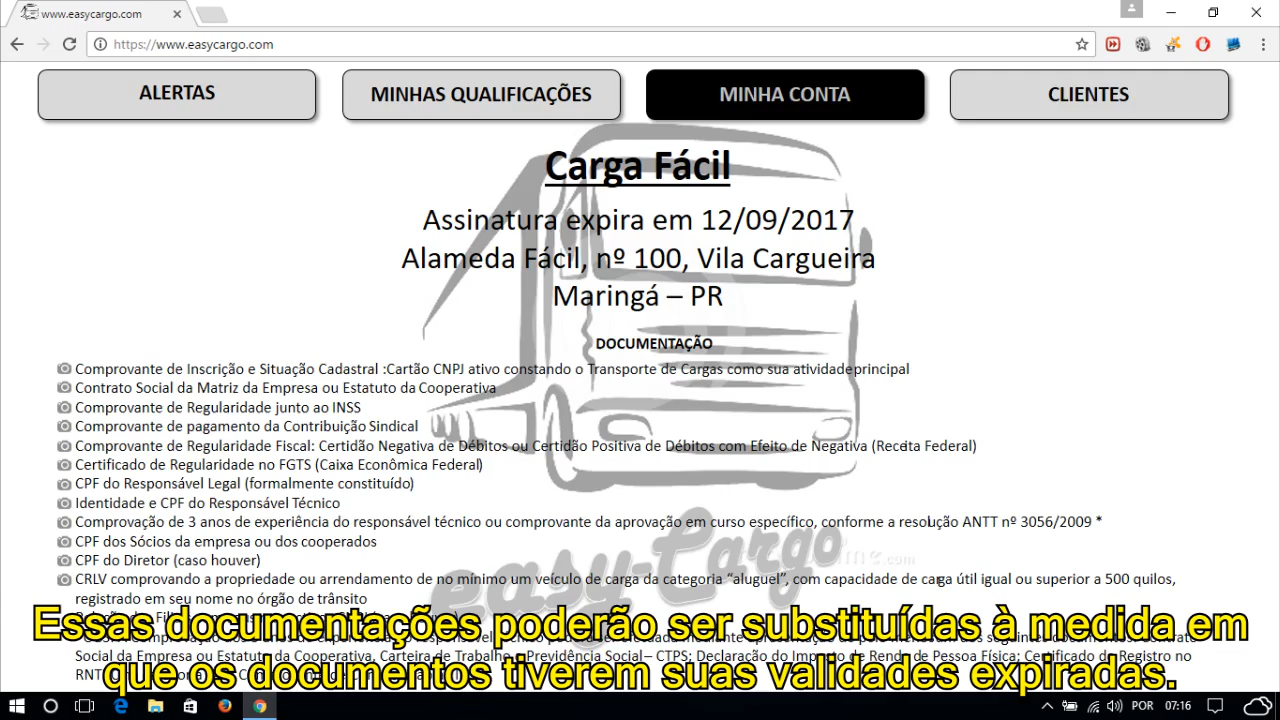 www.easycargo.com
https://www.easycargo.com
ALERTAS
MINHAS QUALIFICAÇÕES
MINHA CONTA
CLIENTES
Carga Fácil
Assinatura expira em 12/09/2017
Alameda Fácil, nº 100, Vila Cargueira
Maringá – PR
DOCUMENTAÇÃO
Comprovante de Inscrição e Situação Cadastral :Cartão CNPJ ativo constando o Transporte de Cargas como sua atividade principal
Contrato Social da Matriz da Empresa ou Estatuto da Cooperativa
Comprovante de Regularidade junto ao INSS
Comprovante de pagamento da Contribuição Sindical
Comprovante de Regularidade Fiscal: Certidão Negativa de Débitos ou Certidão Positiva de Débitos com Efeito de Negativa (Receita Federal)
Certificado de Regularidade no FGTS (Caixa Econômica Federal)
CPF do Responsável Legal (formalmente constituído)
Identidade e CPF do Responsável Técnico
Comprovação de 3 anos de experiência do responsável técnico ou comprovante da aprovação em curso específico, conforme a resolução ANTT nº 3056/2009 *
CPF dos Sócios da empresa ou dos cooperados
CPF do Diretor (caso houver)
easy-Cargo
CRLV comprovando a propriedade ou arrendamento de no mínimo um veículo de carga da categoria “aluguel”, com capacidade de carga útil igual ou superior a 500 quilos,
registrado em seu nome no órgão de trânsito
Essas documentações poderão ser substituídas à medida em
Social da Empresa ou Estatuto da Cooperativa, Carteira de Trabalho e Previdência Social – CTPS; Declaração do Imposto de Renda de Pessoa Física; Certificado de Registro no
que os documentos tiverem suas validades expiradas.
POR
07:16